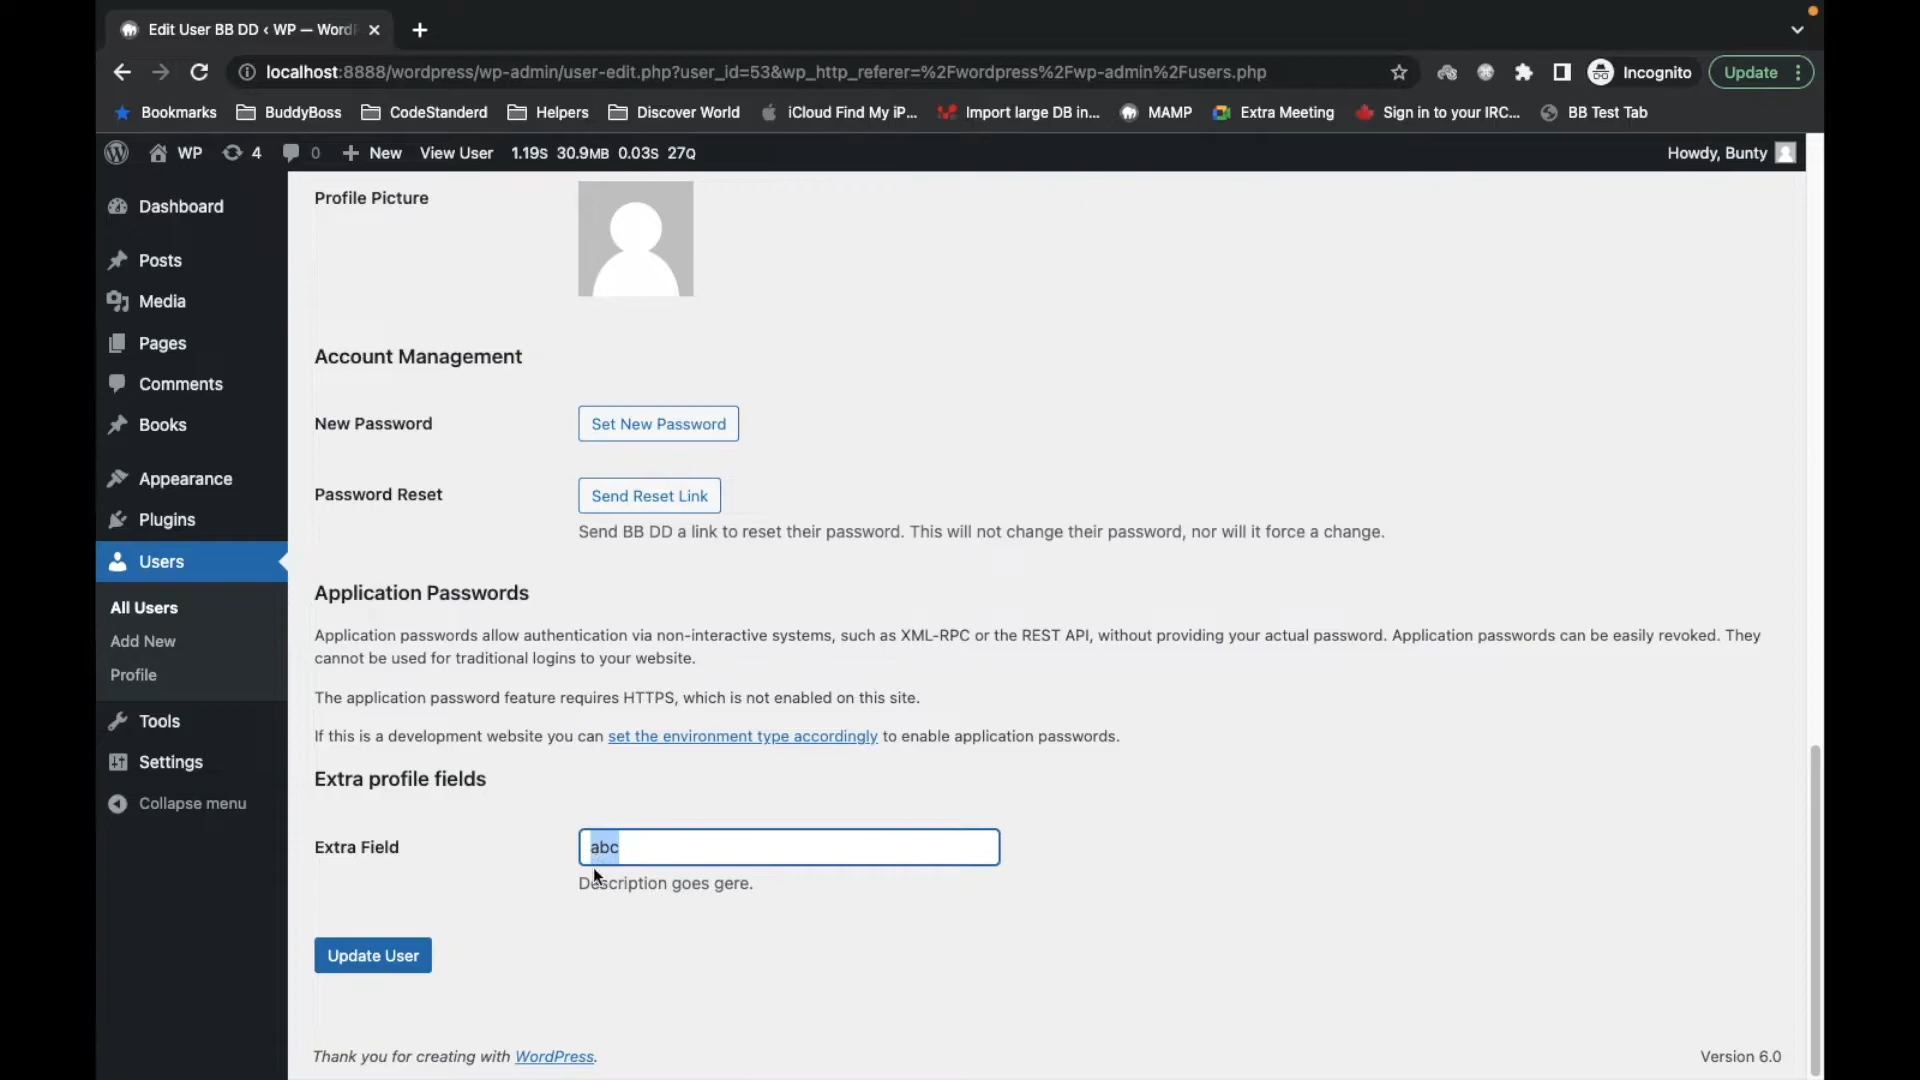 Edit User BB DD ‹ WP — Word
localhost:8888/wordpress/wp-admin/user-edit.php?user_id=53&wp_http_referer=%2Fwordpress%2Fwp-admin%2Fusers.php
Incognito
Update
Bookmarks
BuddyBoss
CodeStanderd
Helpers
Discover World
iCloud Find My iP...
Import large DB in...
MAMP
Extra Meeting
Sign in to your IRC...
BB Test Tab
WP
4
0
New
View User
1.19S 30.9MB 0.03S 27Q
Howdy, Bunty
Dashboard
Posts
Media
Pages
Comments
Books
Appearance
Plugins
Users
All Users
Add New
Profile
Tools
Settings
Collapse menu
Profile Picture
Account Management
New Password
Set New Password
Password Reset
Send Reset Link
Send BB DD a link to reset their password. This will not change their password, nor will it force a change.
Application Passwords
Application passwords allow authentication via non-interactive systems, such as XML-RPC or the REST API, without providing your actual password. Application passwords can be easily revoked. They
cannot be used for traditional logins to your website.
The application password feature requires HTTPS, which is not enabled on this site.
If this is a development website you can set the environment type accordingly to enable application passwords.
Extra profile fields
Extra Field
abc
Description goes gere.
Update User
Thank you for creating with WordPress.
Version 6.0